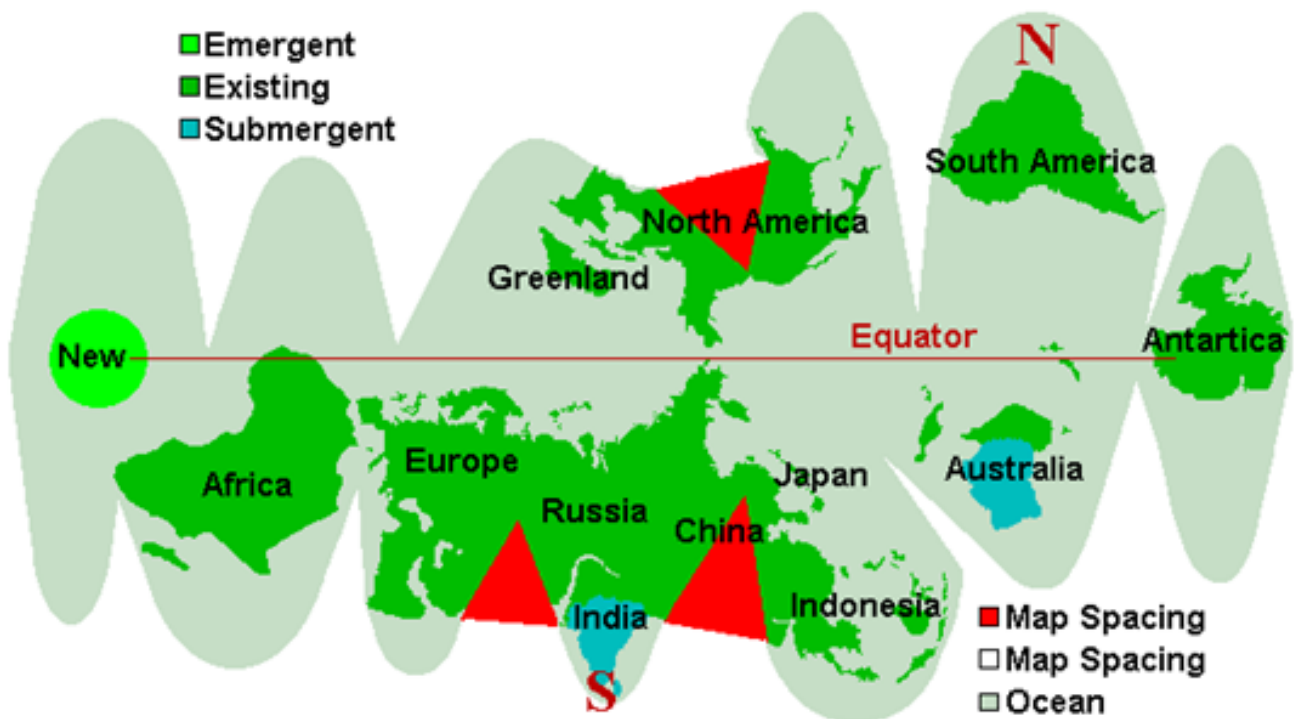 Emergent
Existing
Submergent
N
South America
North America
Greenland
Equator
New
Antartica
Europe
Africa
Japan
Australia
Russia
China
India
Indonesia
S
Map Spacing
Map Spacing
Ocean